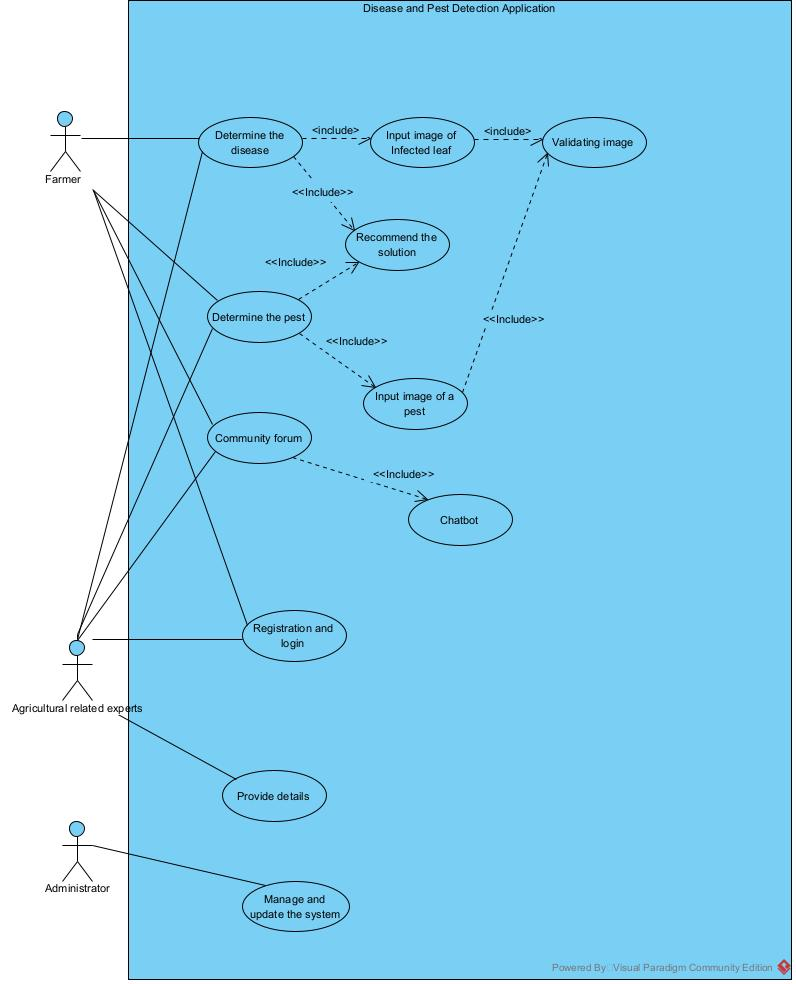 Disease and Pest Detection Application
Farmer
Determine the
disease
<include>
Input image of
Infected leaf
<include>
Validating image
<<Include>>
Recommend the
solution
<<Include>>
Determine the pest
<<Include>>
<<Include>>
Input image of a
pest
Community forum
<<Include>>
Chatbot
Registration and
login
Agricultural related experts
Provide details
Administrator
Manage and
update the system
Powered By Visual Paradigm Community Edition